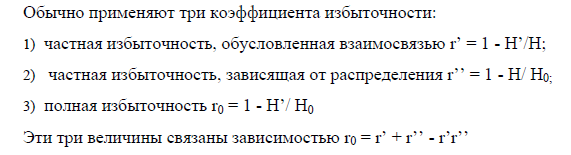 Обычно применяют три коэффициента избыточности:
1) частная избыточность, обусловленная взаимосвязью r’ = 1 - H’/H;
2) частная избыточность, зависящая от распределения r’’ = 1 - H/ H₀;
3) полная избыточность r₀ = 1 - H’/ H₀
Эти три величины связаны зависимостью r₀ = r’ + r’’ - r’r’’